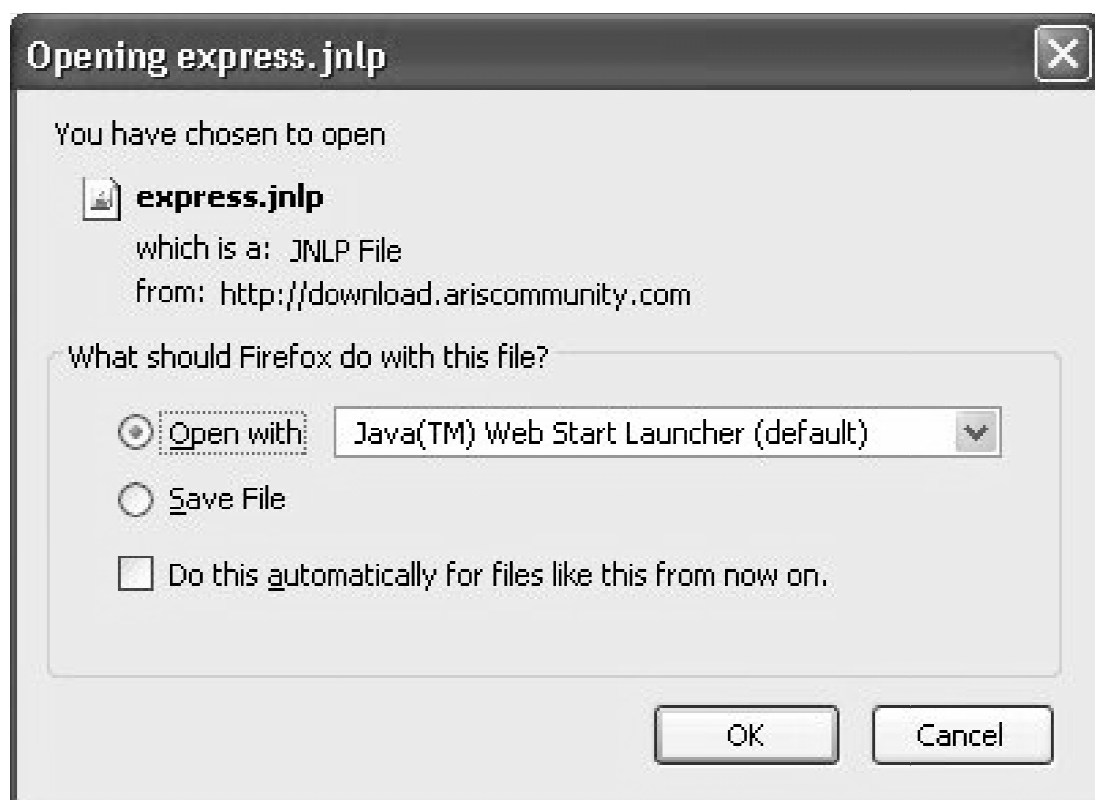 Opening express.jnlp
You have chosen to open
express.jnlp
which is a: JNLP File
from: http://download.ariscommunity.com
What should Firefox do with this file?
Open with Java(TM) Web Start Launcher (default)
Save File
Do this automatically for files like this from now on.
OK Cancel